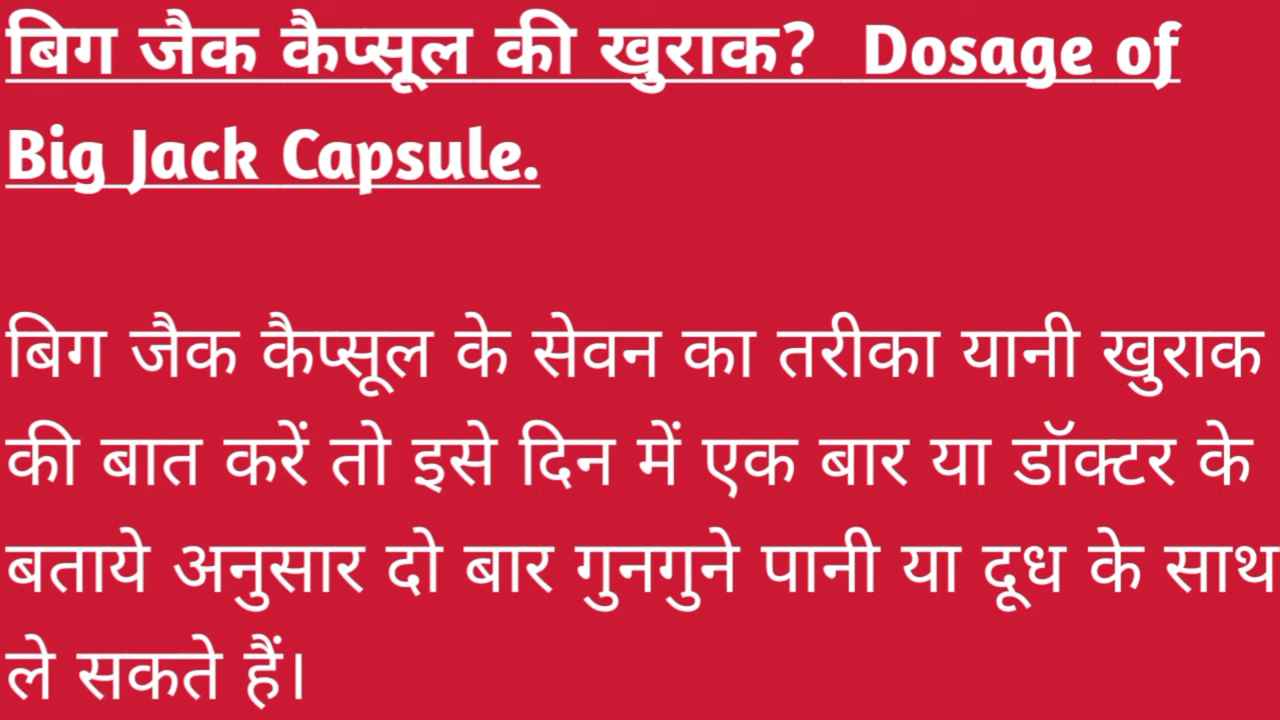 बिग जैक कैप्सूल की खुराक? Dosage of
Big Jack Capsule.
बिग जैक कैप्सूल के सेवन का तरीका यानी खुराक
की बात करें तो इसे दिन में एक बार या डॉक्टर के
बताये अनुसार दो बार गुनगुने पानी या दूध के साथ
ले सकते हैं।